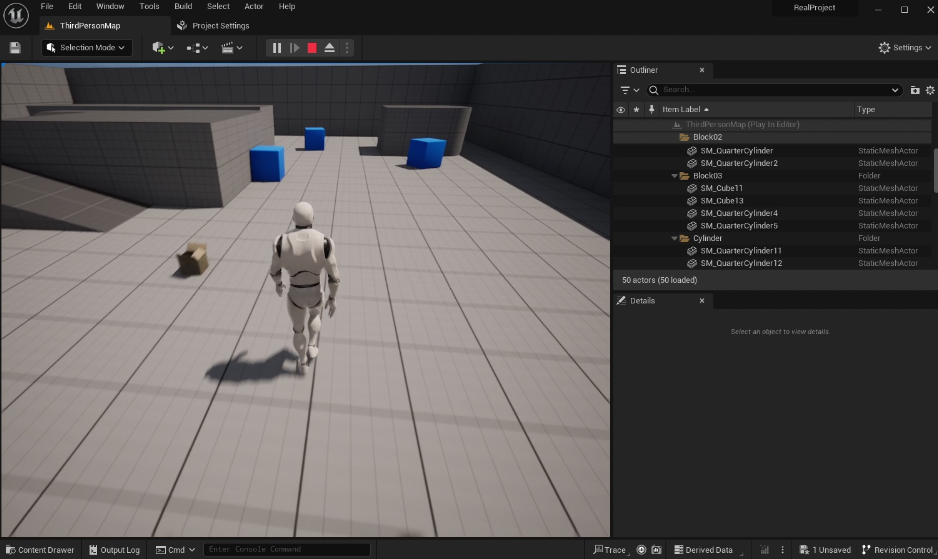 File Edit Window Tools Build Select Actor Help
RealProject
ThirdPersonMap
Project Settings
Selection Mode
Settings
Outliner
Search...
Item Label
Type
ThirdPersonMap (Play In Editor)
Block02
SM_QuarterCylinder StaticMeshActor
SM_QuarterCylinder2 StaticMeshActor
Block03 Folder
SM_Cube11 StaticMeshActor
SM_Cube13 StaticMeshActor
SM_QuarterCylinder4 StaticMeshActor
SM_QuarterCylinder5 StaticMeshActor
Cylinder Folder
SM_QuarterCylinder11 StaticMeshActor
SM_QuarterCylinder12 StaticMeshActor
50 actors (50 loaded)
Details
Select an object to view details.
Content Drawer
Output Log
Cmd
Enter Console Command
Trace
Derived Data
1 Unsaved
Revision Control